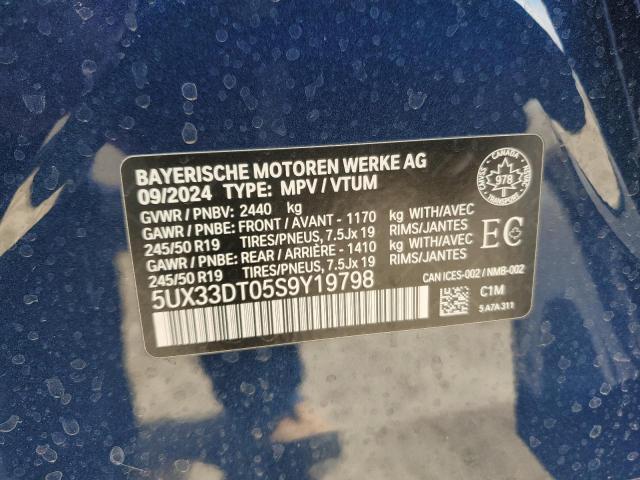 BAYERISCHE MOTOREN WERKE AG
09/2024 TYPE: MPV / VTUM
GVWR / PNBV: 2440 kg
GAWR / PNBE: FRONT / AVANT - 1170 kg WITH/AVEC
245/50 R19 TIRES/PNEUS, 7.5Jx 19 RIMS/JANTES
GAWR / PNBE: REAR / ARRIÈRE - 1410 kg WITH/AVEC
245/50 R19 TIRES/PNEUS, 7.5Jx 19 RIMS/JANTES
5UX33DT05S9Y19798
CANADA
978
TRANSPORT
EC
CAN ICES-002 / NMB-002
C1M
5 A7A 311